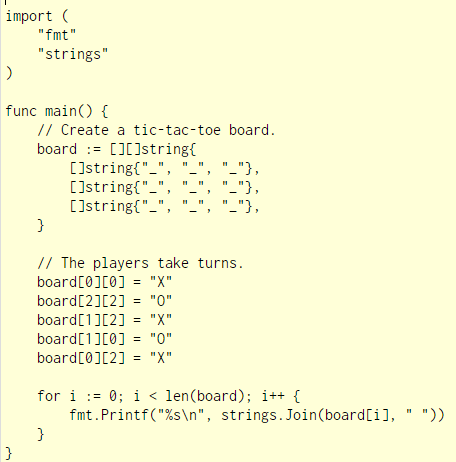 import (
    "fmt"
    "strings"
)

func main() {
    // Create a tic-tac-toe board.
    board := [][]string{
        []string{"_", "_", "_"},
        []string{"_", "_", "_"},
        []string{"_", "_", "_"},
    }

    // The players take turns.
    board[0][0] = "X"
    board[2][2] = "O"
    board[1][2] = "X"
    board[1][0] = "O"
    board[0][2] = "X"

    for i := 0; i < len(board); i++ {
        fmt.Printf("%s\n", strings.Join(board[i], " "))
    }
}